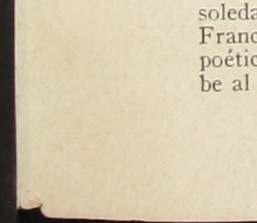 soleda
Franc
poétic
be al